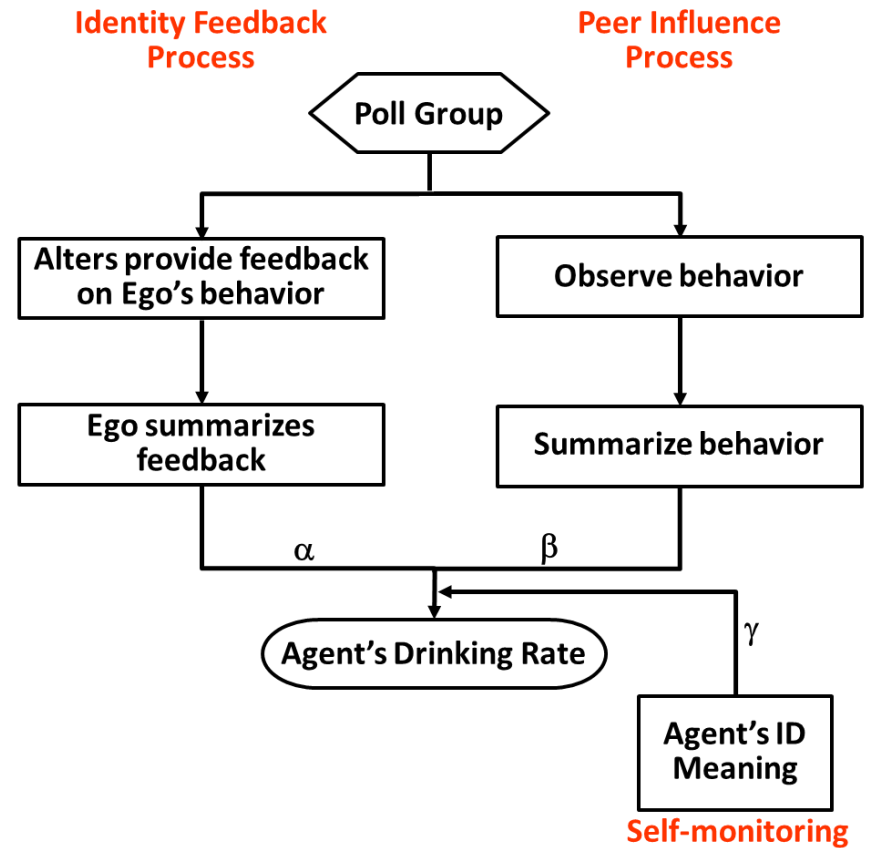 Identity Feedback
Process
Peer Influence
Process
Poll Group
Alters provide feedback
on Ego's behavior
Observe behavior
Ego summarizes
feedback
Summarize behavior
α
β
Agent's Drinking Rate
γ
Agent's ID
Meaning
Self-monitoring